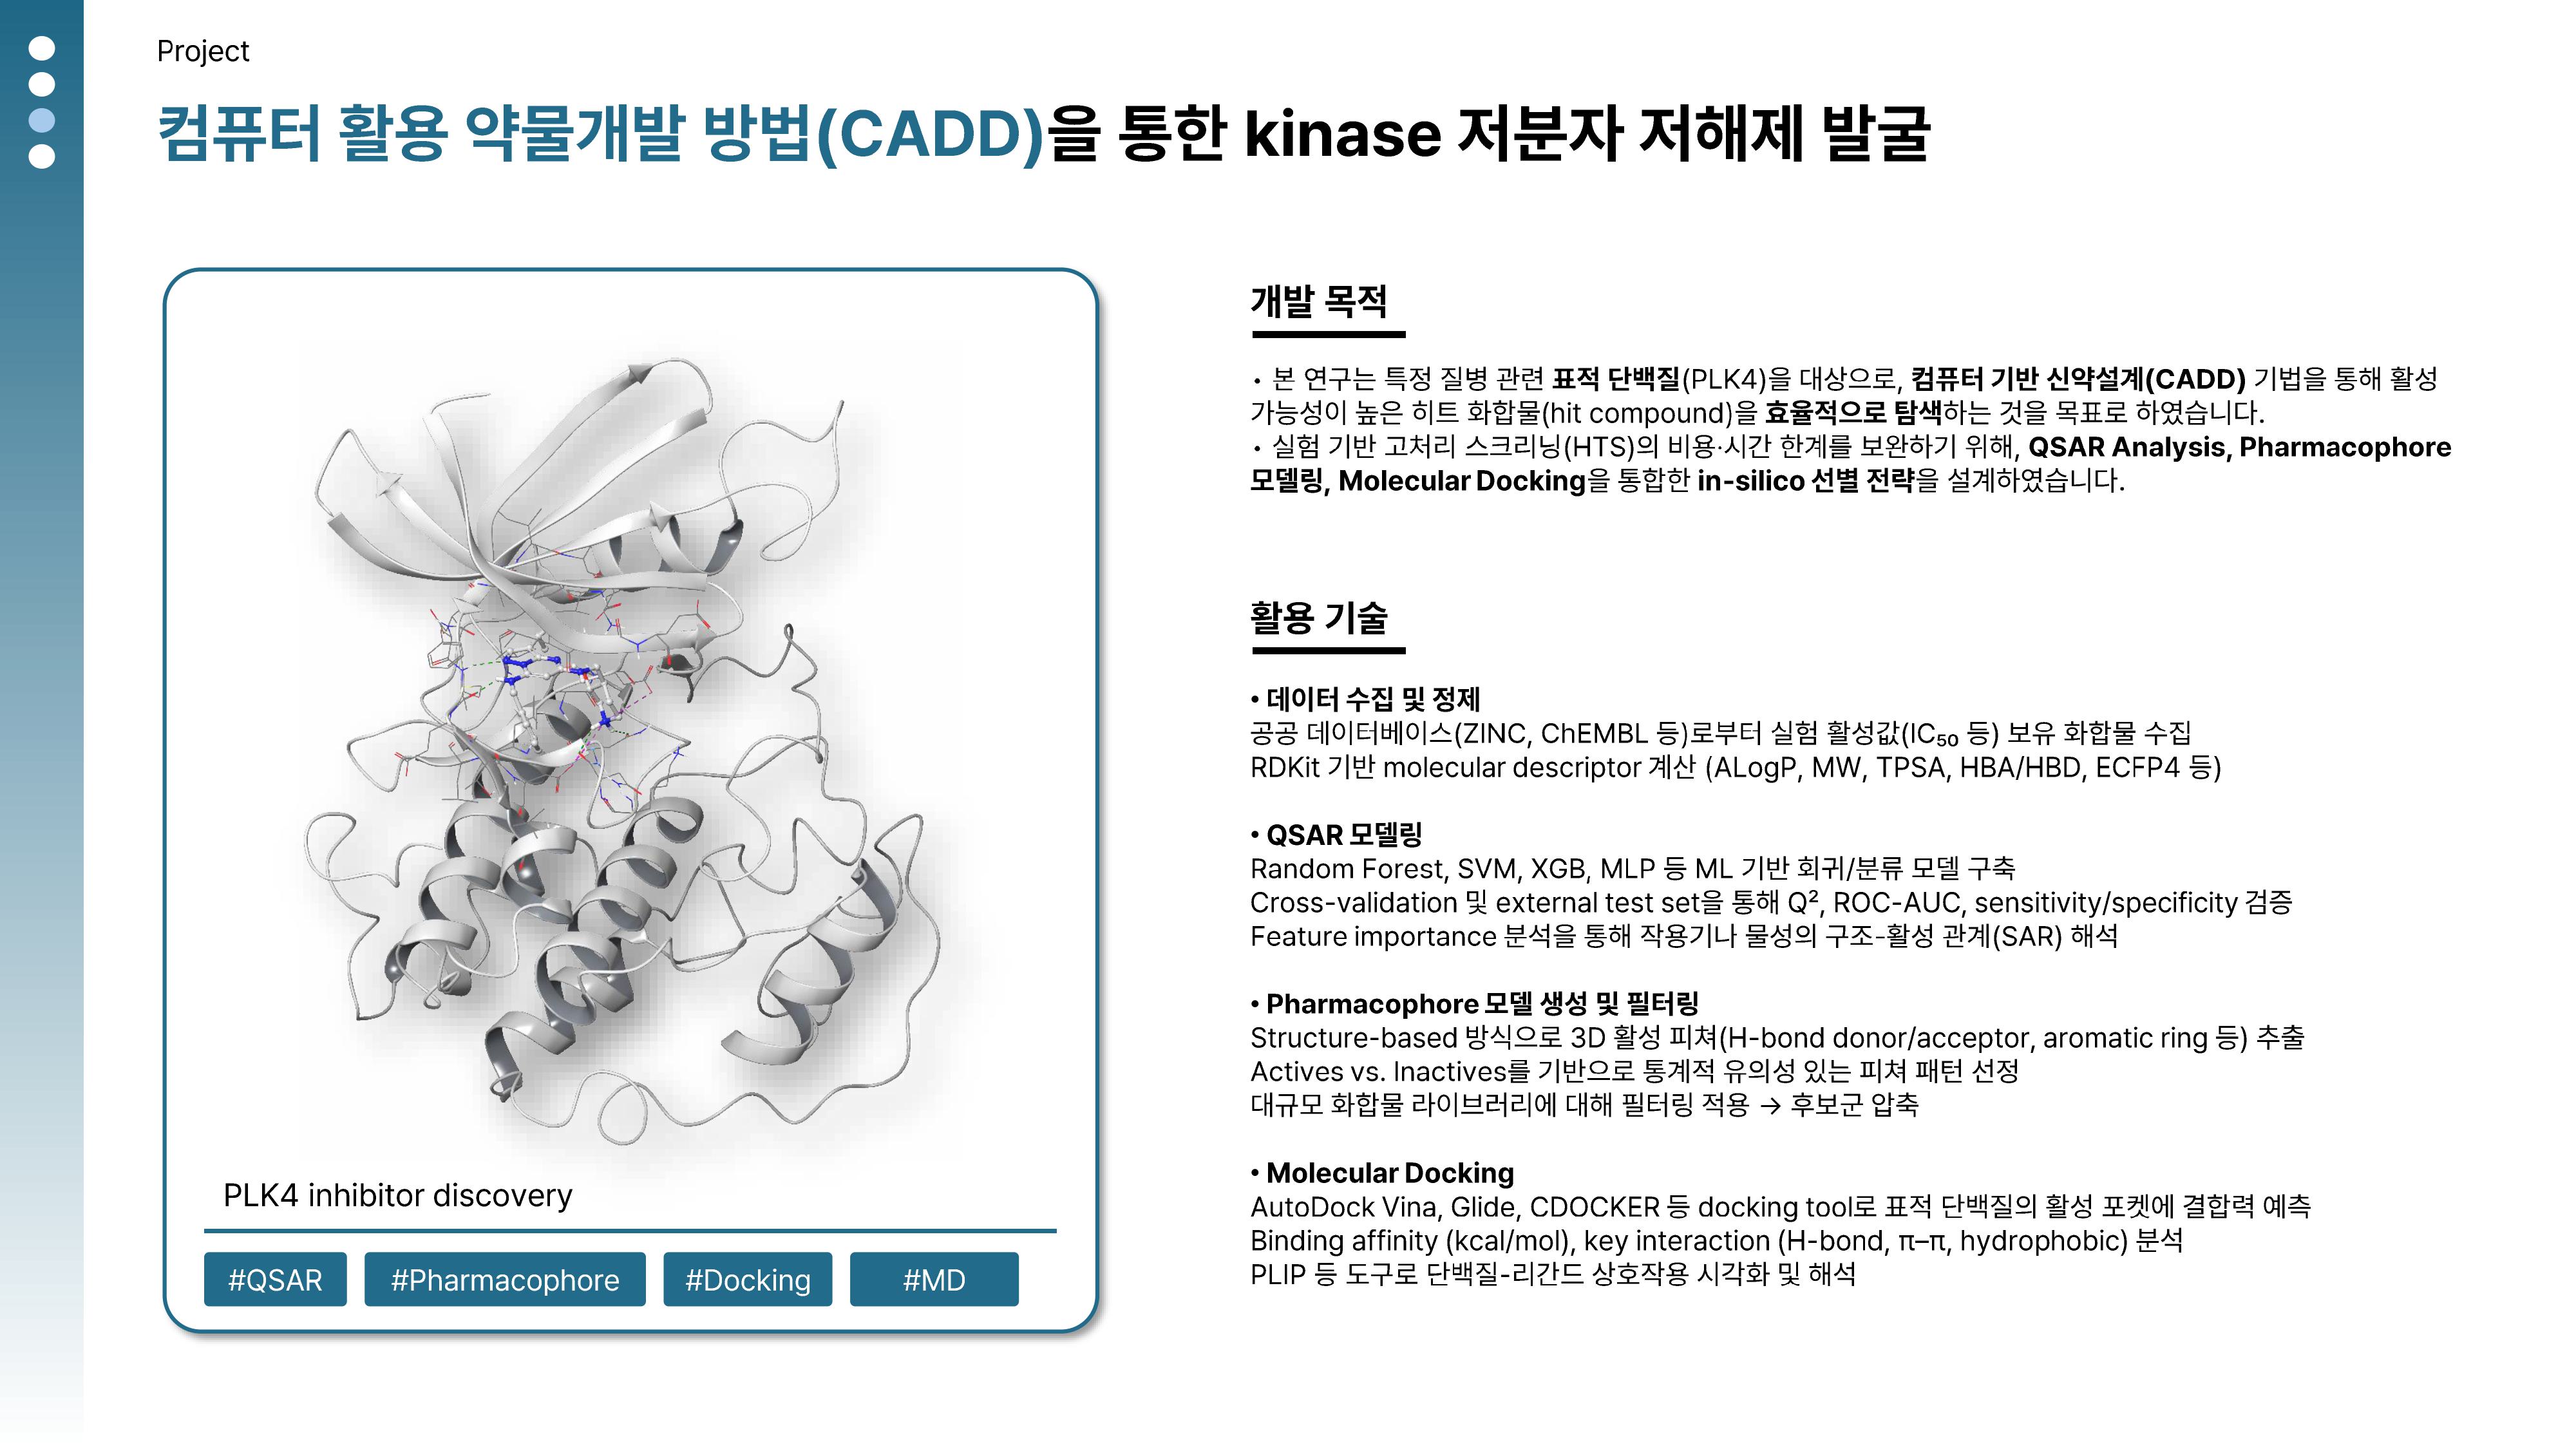 Project
컴퓨터 활용 약물개발 방법(CADD)을 통한 kinase 저분자 저해제 발굴
PLK4 inhibitor discovery
#QSAR #Pharmacophore #Docking #MD
개발 목적
• 본 연구는 특정 질병 관련 표적 단백질(PLK4)을 대상으로, 컴퓨터 기반 신약설계(CADD) 기법을 통해 활성
가능성이 높은 히트 화합물(hit compound)을 효율적으로 탐색하는 것을 목표로 하였습니다.
• 실험 기반 고처리 스크리닝(HTS)의 비용·시간 한계를 보완하기 위해, QSAR Analysis, Pharmacophore
모델링, Molecular Docking을 통합한 in-silico 선별 전략을 설계하였습니다.
활용 기술
• 데이터 수집 및 정제
공공 데이터베이스(ZINC, ChEMBL 등)로부터 실험 활성값(IC₅₀ 등) 보유 화합물 수집
RDKit 기반 molecular descriptor 계산 (ALogP, MW, TPSA, HBA/HBD, ECFP4 등)
• QSAR 모델링
Random Forest, SVM, XGB, MLP 등 ML 기반 회귀/분류 모델 구축
Cross-validation 및 external test set을 통해 Q², ROC-AUC, sensitivity/specificity 검증
Feature importance 분석을 통해 작용기나 물성의 구조-활성 관계(SAR) 해석
• Pharmacophore 모델 생성 및 필터링
Structure-based 방식으로 3D 활성 피쳐(H-bond donor/acceptor, aromatic ring 등) 추출
Actives vs. Inactives를 기반으로 통계적 유의성 있는 피쳐 패턴 선정
대규모 화합물 라이브러리에 대해 필터링 적용 → 후보군 압축
• Molecular Docking
AutoDock Vina, Glide, CDOCKER 등 docking tool로 표적 단백질의 활성 포켓에 결합력 예측
Binding affinity (kcal/mol), key interaction (H-bond, π–π, hydrophobic) 분석
PLIP 등 도구로 단백질-리간드 상호작용 시각화 및 해석